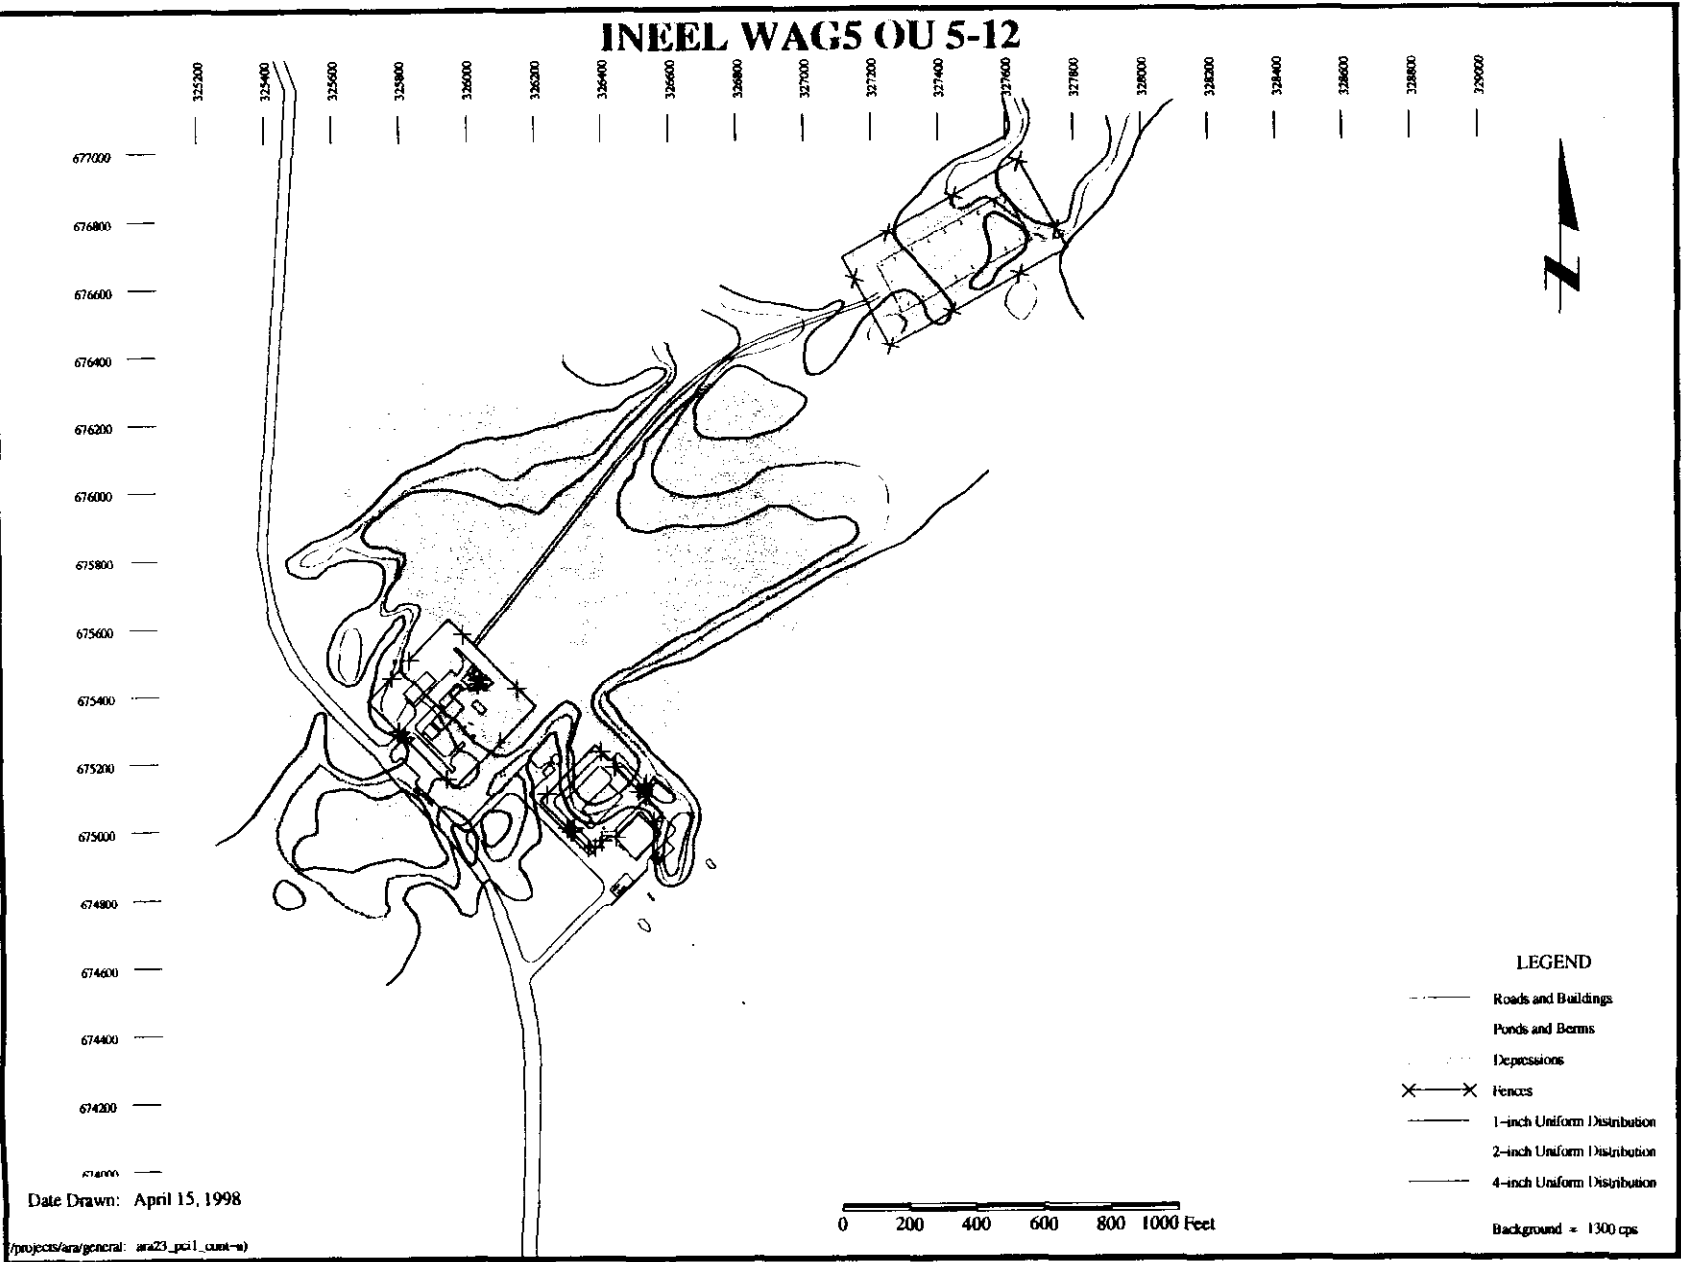 INEEL WAG5 OU 5-12
325200 325400 325600 325800 326000 326200 326400 326600 326800 327000 327200 327400 327600 327800 328000 328200 328400 328600 328800 329000
677000
676800
676600
676400
676200
676000
675800
675600
675400
675200
675000
674800
674600
674400
674200
674000
N
LEGEND
Roads and Buildings
Ponds and Berms
Depressions
Fences
1-inch Uniform Distribution
2-inch Uniform Distribution
4-inch Uniform Distribution
Background = 1300 cps
Date Drawn: April 15, 1998
0 200 400 600 800 1000 Feet
/projects/ara/general: